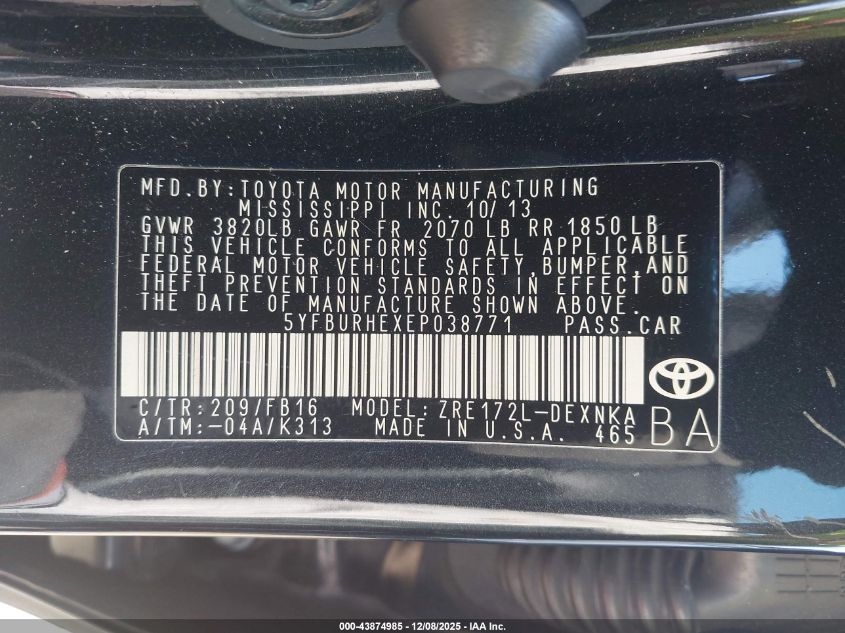 MFD.BY:TOYOTA MOTOR MANUFACTURING
MISSISSIPPI INC. 10/13
GVWR 3820LB GAWR FR 2070 LB RR 1850 LB
THIS VEHICLE CONFORMS TO ALL APPLICABLE
FEDERAL MOTOR VEHICLE SAFETY,BUMPER,AND
THEFT PREVENTION STANDARDS IN EFFECT ON
THE DATE OF MANUFACTURE SHOWN ABOVE.
5YFBURHEXEP038771 PASS.CAR
C/TR:209/FB16 MODEL:ZRE172L-DEXNKA
A/TM:-04A/K313 MADE IN U.S.A. 465 BA
000-43874985 - 12/08/2025 - IAA Inc.